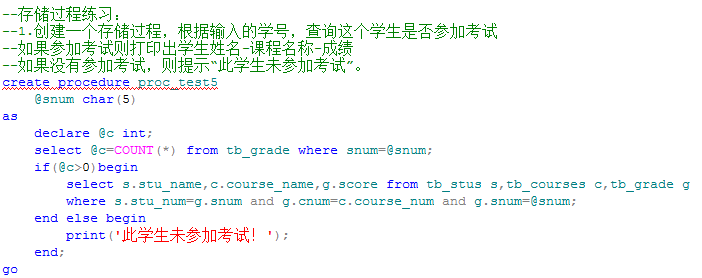 --存储过程练习：
--1.创建一个存储过程，根据输入的学号，查询这个学生是否参加考试
--如果参加考试则打印出学生姓名-课程名称-成绩
--如果没有参加考试，则提示“此学生未参加考试”。
create procedure proc_test5
    @snum char(5)
as
    declare @c int;
    select @c=COUNT(*) from tb_grade where snum=@snum;
    if(@c>0)begin
        select s.stu_name,c.course_name,g.score from tb_stus s,tb_courses c,tb_grade g
        where s.stu_num=g.snum and g.cnum=c.course_num and g.snum=@snum;
    end else begin
        print('此学生未参加考试！');
    end;
go